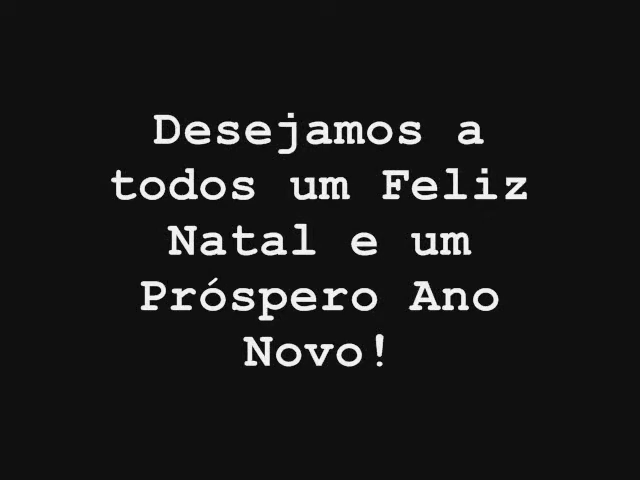 Desejamos a
todos um Feliz
Natal e um
Próspero Ano
Novo!